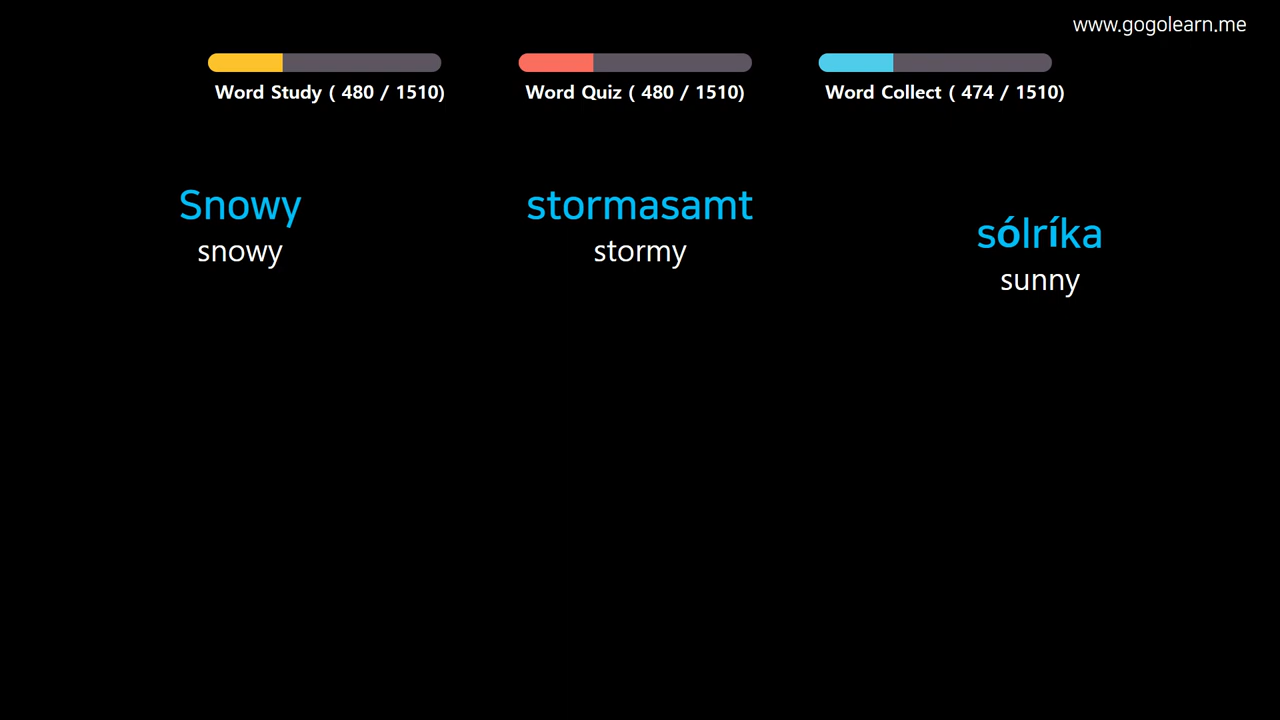 www.gogolearn.me
Word Study ( 480 / 1510)
Word Quiz ( 480 / 1510)
Word Collect ( 474 / 1510)
Snowy
snowy
stormasamt
stormy
sólríka
sunny